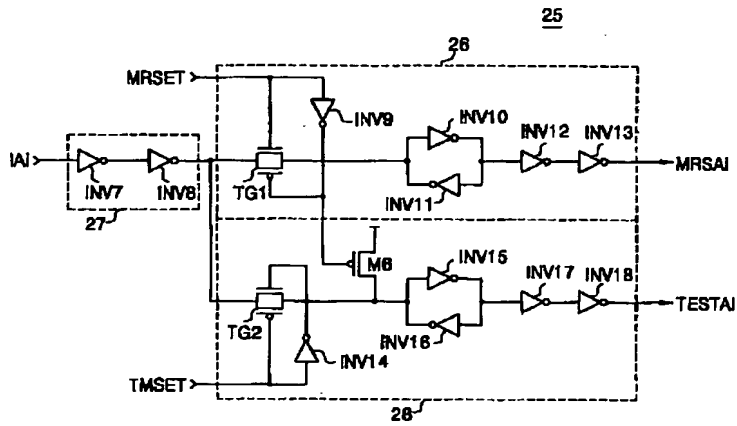 25
26
MRSET
INV9
INV10
INV12
INV13
IAI
MRSAI
INV7
INV8
TG1
INV11
27
M6
INV15
INV17
INV18
TESTAI
TG2
INV16
INV14
TMSET
28